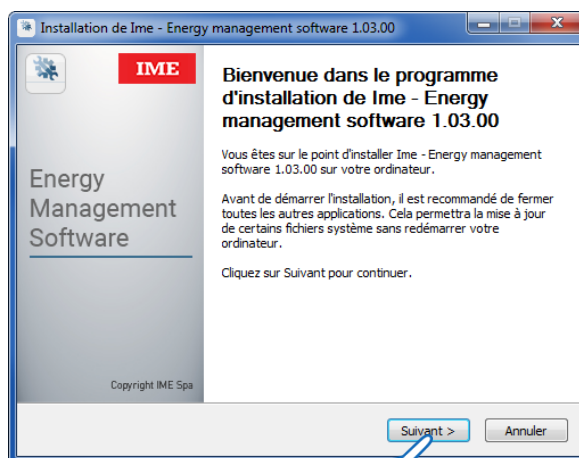 Installation de Ime - Energy management software 1.03.00
IME
Bienvenue dans le programme
d'installation de Ime - Energy
management software 1.03.00
Vous êtes sur le point d'installer Ime - Energy management
software 1.03.00 sur votre ordinateur.
Avant de démarrer l'installation, il est recommandé de fermer
toutes les autres applications. Cela permettra la mise à jour
de certains fichiers système sans redémarrer votre
ordinateur.
Cliquez sur Suivant pour continuer.
Energy
Management
Software
Copyright IME Spa
Suivant >
Annuler